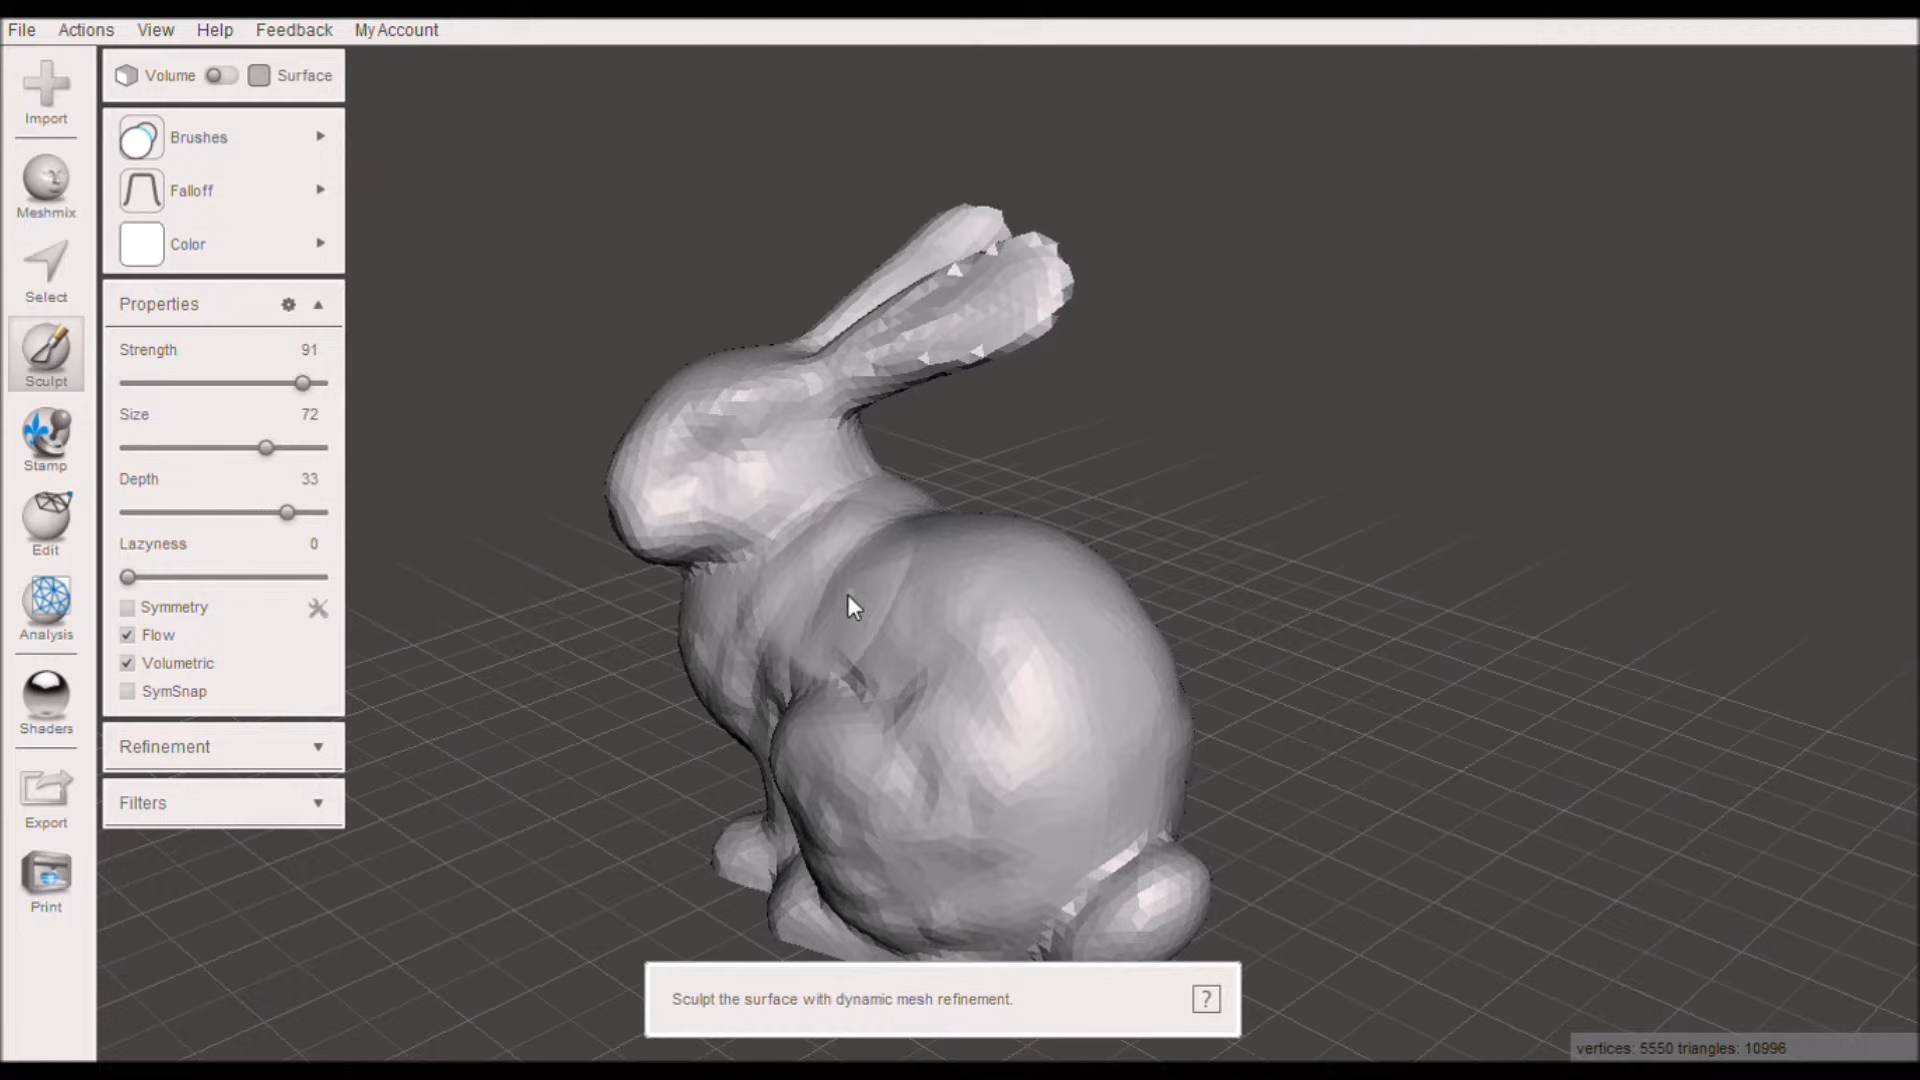 File Actions View Help Feedback My Account
Import
Meshmix
Select
Sculpt
Stamp
Edit
Analysis
Shaders
Export
Print
Volume Surface
Brushes
Falloff
Color
Properties
Strength 91
Size 72
Depth 33
Lazyness 0
Symmetry
Flow
Volumetric
SymSnap
Refinement
Filters
Sculpt the surface with dynamic mesh refinement. ?
vertices: 5550 triangles: 10996